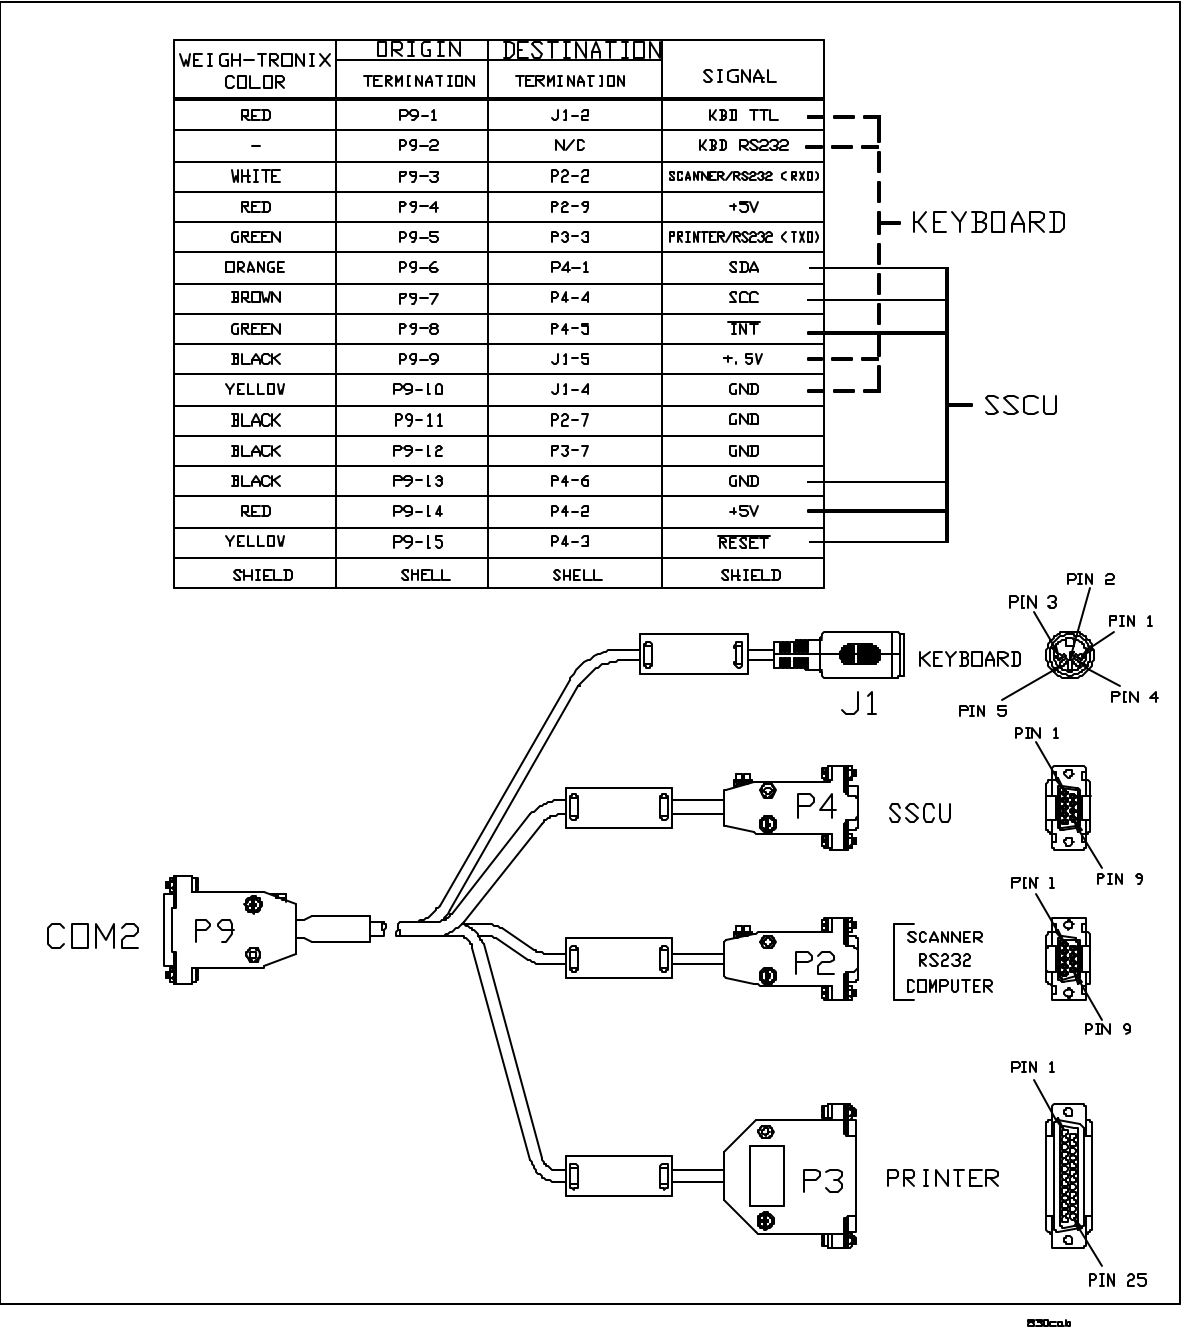 WEIGH-TRONIX COLOR ORIGIN TERMINATION DESTINATION TERMINATION SIGNAL
RED P9-1 J1-2 KBD TTL
- P9-2 N/C KBD RS232
WHITE P9-3 P2-2 SCANNER/RS232 (RXD)
RED P9-4 P2-9 +5V
GREEN P9-5 P3-3 PRINTER/RS232 (TXD)
ORANGE P9-6 P4-1 SDA
BROWN P9-7 P4-4 SCC
GREEN P9-8 P4-5 INT
BLACK P9-9 J1-5 +.5V
YELLOW P9-10 J1-4 GND
BLACK P9-11 P2-7 GND
BLACK P9-12 P3-7 GND
BLACK P9-13 P4-6 GND
RED P9-14 P4-2 +5V
YELLOW P9-15 P4-3 RESET
SHIELD SHELL SHELL SHIELD
KEYBOARD
SSCU
PIN 2
PIN 3
PIN 1
KEYBOARD
J1
PIN 4
PIN 5
PIN 1
P4
SSCU
PIN 9
PIN 1
COM2
P9
P2
SCANNER
RS232
COMPUTER
PIN 9
PIN 1
P3
PRINTER
PIN 25
830cab